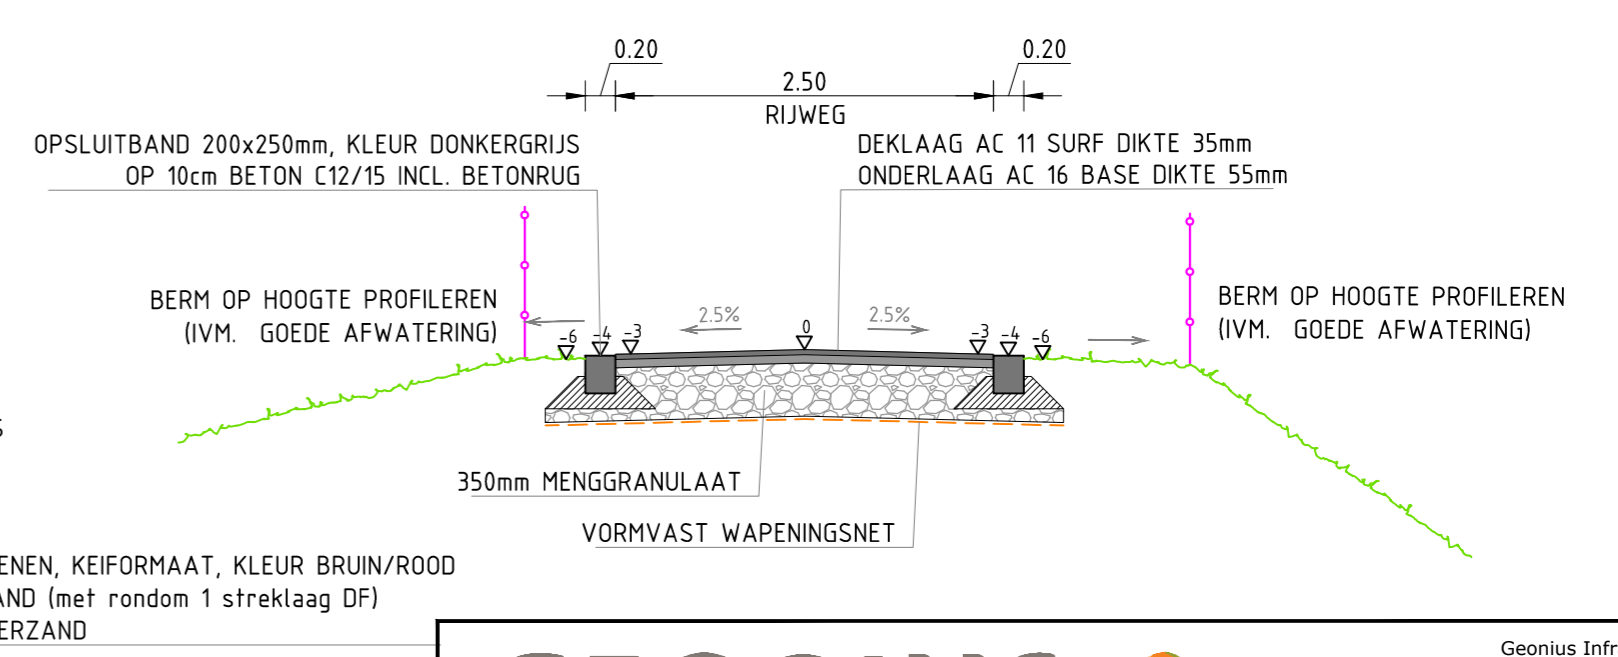 0.20
0.20
2.50
RIJWEG
OPSLUITBAND 200x250mm, KLEUR DONKERGRIJS
OP 10cm BETON C12/15 INCL. BETONRUG
DEKLAAG AC 11 SURF DIKTE 35mm
ONDERLAAG AC 16 BASE DIKTE 55mm
BERM OP HOOGTE PROFILEREN
(IVM. GOEDE AFWATERING)
BERM OP HOOGTE PROFILEREN
(IVM. GOEDE AFWATERING)
2.5%
2.5%
-6 -4 -3 0 -3 -4 -6
350mm MENGGRANULAAT
VORMVAST WAPENINGSNET
ENEN, KEIFORMAAT, KLEUR BRUIN/ROOD
AND (met rondom 1 streklaag DF)
ERZAND
Geonius Infr